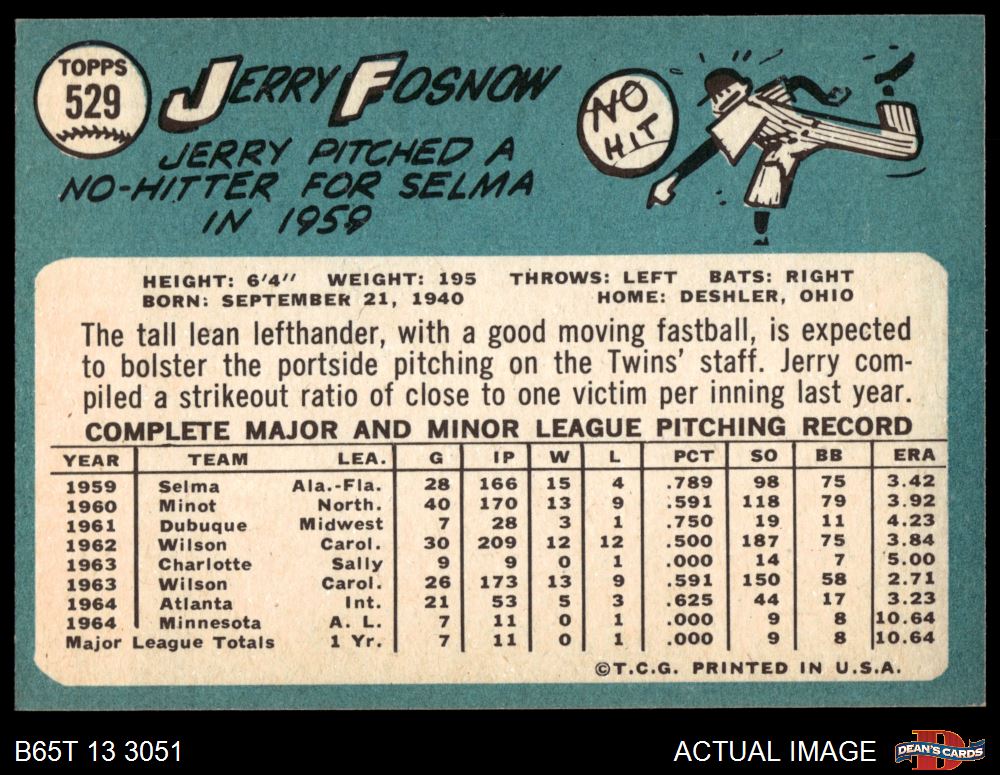 TOPPS
529
JERRY FOSNOW
JERRY PITCHED A
NO-HITTER FOR SELMA
IN 1959
NO
HIT
HEIGHT: 6'4" WEIGHT: 195 THROWS: LEFT BATS: RIGHT
BORN: SEPTEMBER 21, 1940 HOME: DESHLER, OHIO
The tall lean lefthander, with a good moving fastball, is expected
to bolster the portside pitching on the Twins' staff. Jerry com-
piled a strikeout ratio of close to one victim per inning last year.
COMPLETE MAJOR AND MINOR LEAGUE PITCHING RECORD
YEAR TEAM LEA. G IP W L PCT SO BB ERA
1959 Selma Ala.-Fla. 28 166 15 4 .789 98 75 3.42
1960 Minot North. 40 170 13 9 .591 118 79 3.92
1961 Dubuque Midwest 7 28 3 1 .750 19 11 4.23
1962 Wilson Carol. 30 209 12 12 .500 187 75 3.84
1963 Charlotte Sally 9 9 0 1 .000 14 7 5.00
1963 Wilson Carol. 26 173 13 9 .591 150 58 2.71
1964 Atlanta Int. 21 53 5 3 .625 44 17 3.23
1964 Minnesota A. L. 7 11 0 1 .000 9 8 10.64
Major League Totals 1 Yr. 7 11 0 1 .000 9 8 10.64
©T.C.G. PRINTED IN U.S.A.
B65T 13 3051 ACTUAL IMAGE DEAN'S CARDS